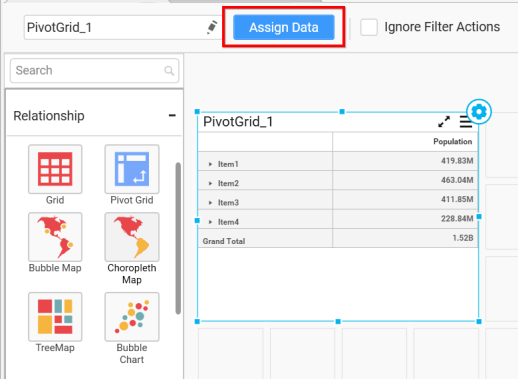 PivotGrid_1
Assign Data
Ignore Filter Actions
Search
Relationship
Grid
Pivot Grid
Bubble Map
Choropleth
Map
TreeMap
Bubble
Chart
PivotGrid_1
Population
Item1 419.83M
Item2 463.04M
Item3 411.85M
Item4 228.84M
Grand Total 1.52B